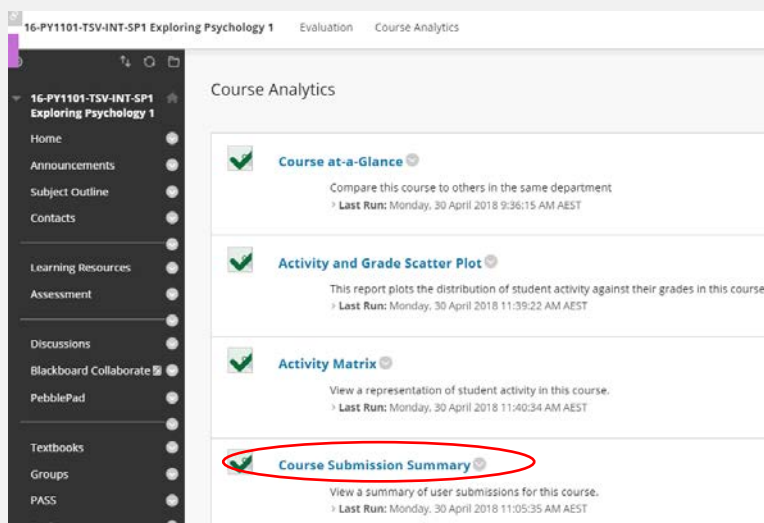 16-PY1101-TSV-INT-SP1 Exploring Psychology 1 Evaluation Course Analytics
16-PY1101-TSV-INT-SP1
Exploring Psychology 1
Home
Announcements
Subject Outline
Contacts
Learning Resources
Assessment
Discussions
Blackboard Collaborate
PebblePad
Textbooks
Groups
PASS
Course Analytics
Course at-a-Glance
Compare this course to others in the same department
Last Run: Monday, 30 April 2018 9:36:15 AM AEST
Activity and Grade Scatter Plot
This report plots the distribution of student activity against their grades in this course
Last Run: Monday, 30 April 2018 11:39:22 AM AEST
Activity Matrix
View a representation of student activity in this course.
Last Run: Monday, 30 April 2018 11:40:34 AM AEST
Course Submission Summary
View a summary of user submissions for this course.
Last Run: Monday, 30 April 2018 11:05:35 AM AEST